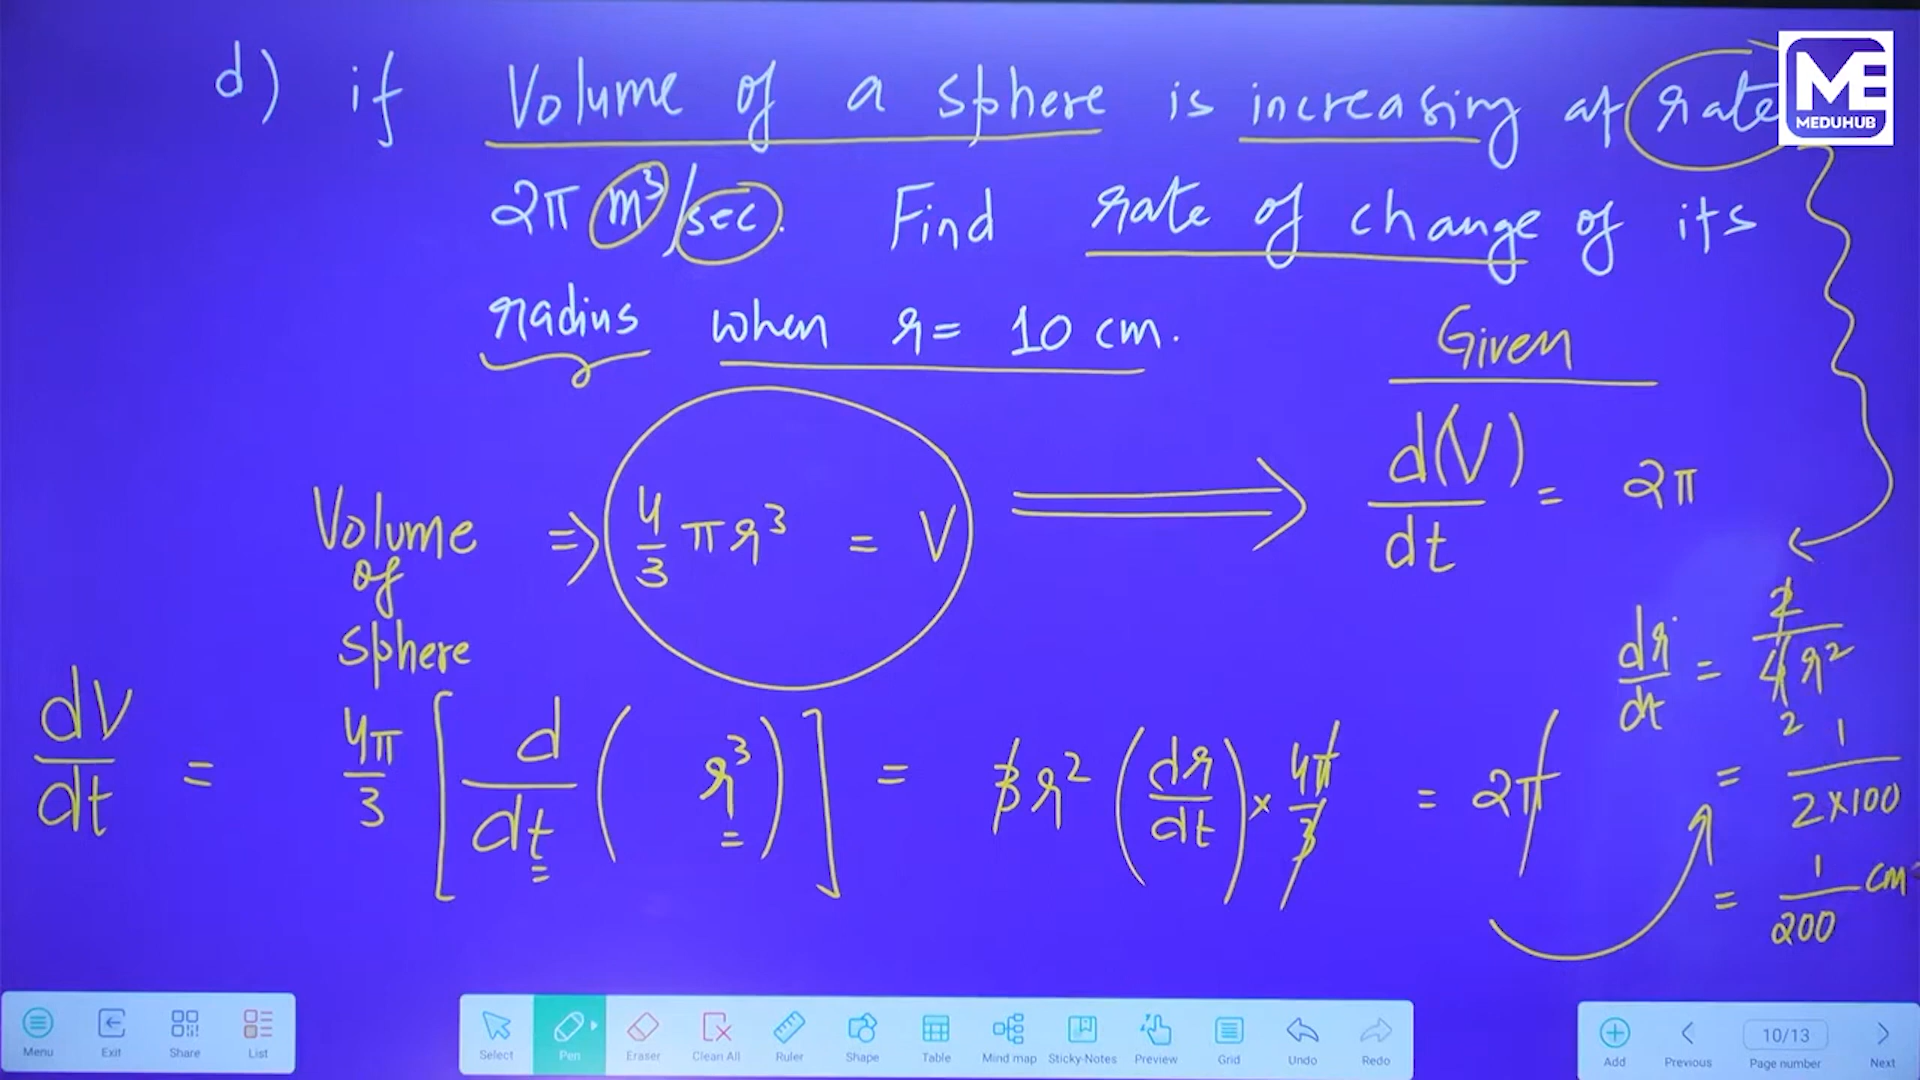 d) if Volume of a sphere is increasing at rate
ME
MEDUHUB
2π m³/sec. Find rate of change of its
radius when r = 10 cm.
Given
Volume of sphere ⇒ 4/3 πr³ = V ⟹ d(V)/dt = 2π
dV/dt = 4π/3 [ d/dt ( r³ ) ] = 3r² (dr/dt) × 4π/3 = 2π
dr/dt = 2/4r²
2
= 1/2×100
= 1/200 cm
Menu Exit Share List
Select Pen Eraser Clean All Ruler Shape Table Mind map Sticky-Notes Preview Grid Undo Redo
Add Previous 10/13 Page number Next